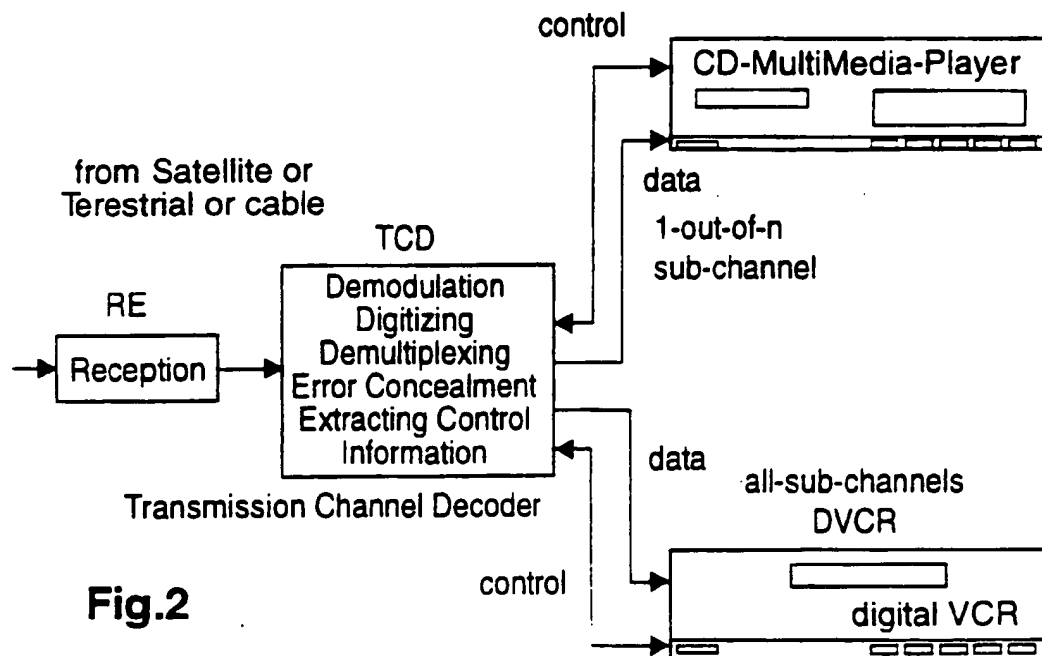 control
CD-MultiMedia-Player
from Satellite or
Terestrial or cable
data
1-out-of-n
sub-channel
TCD
RE
Reception
Demodulation
Digitizing
Demultiplexing
Error Concealment
Extracting Control
Information
Transmission Channel Decoder
data
all-sub-channels
DVCR
control
digital VCR
Fig.2